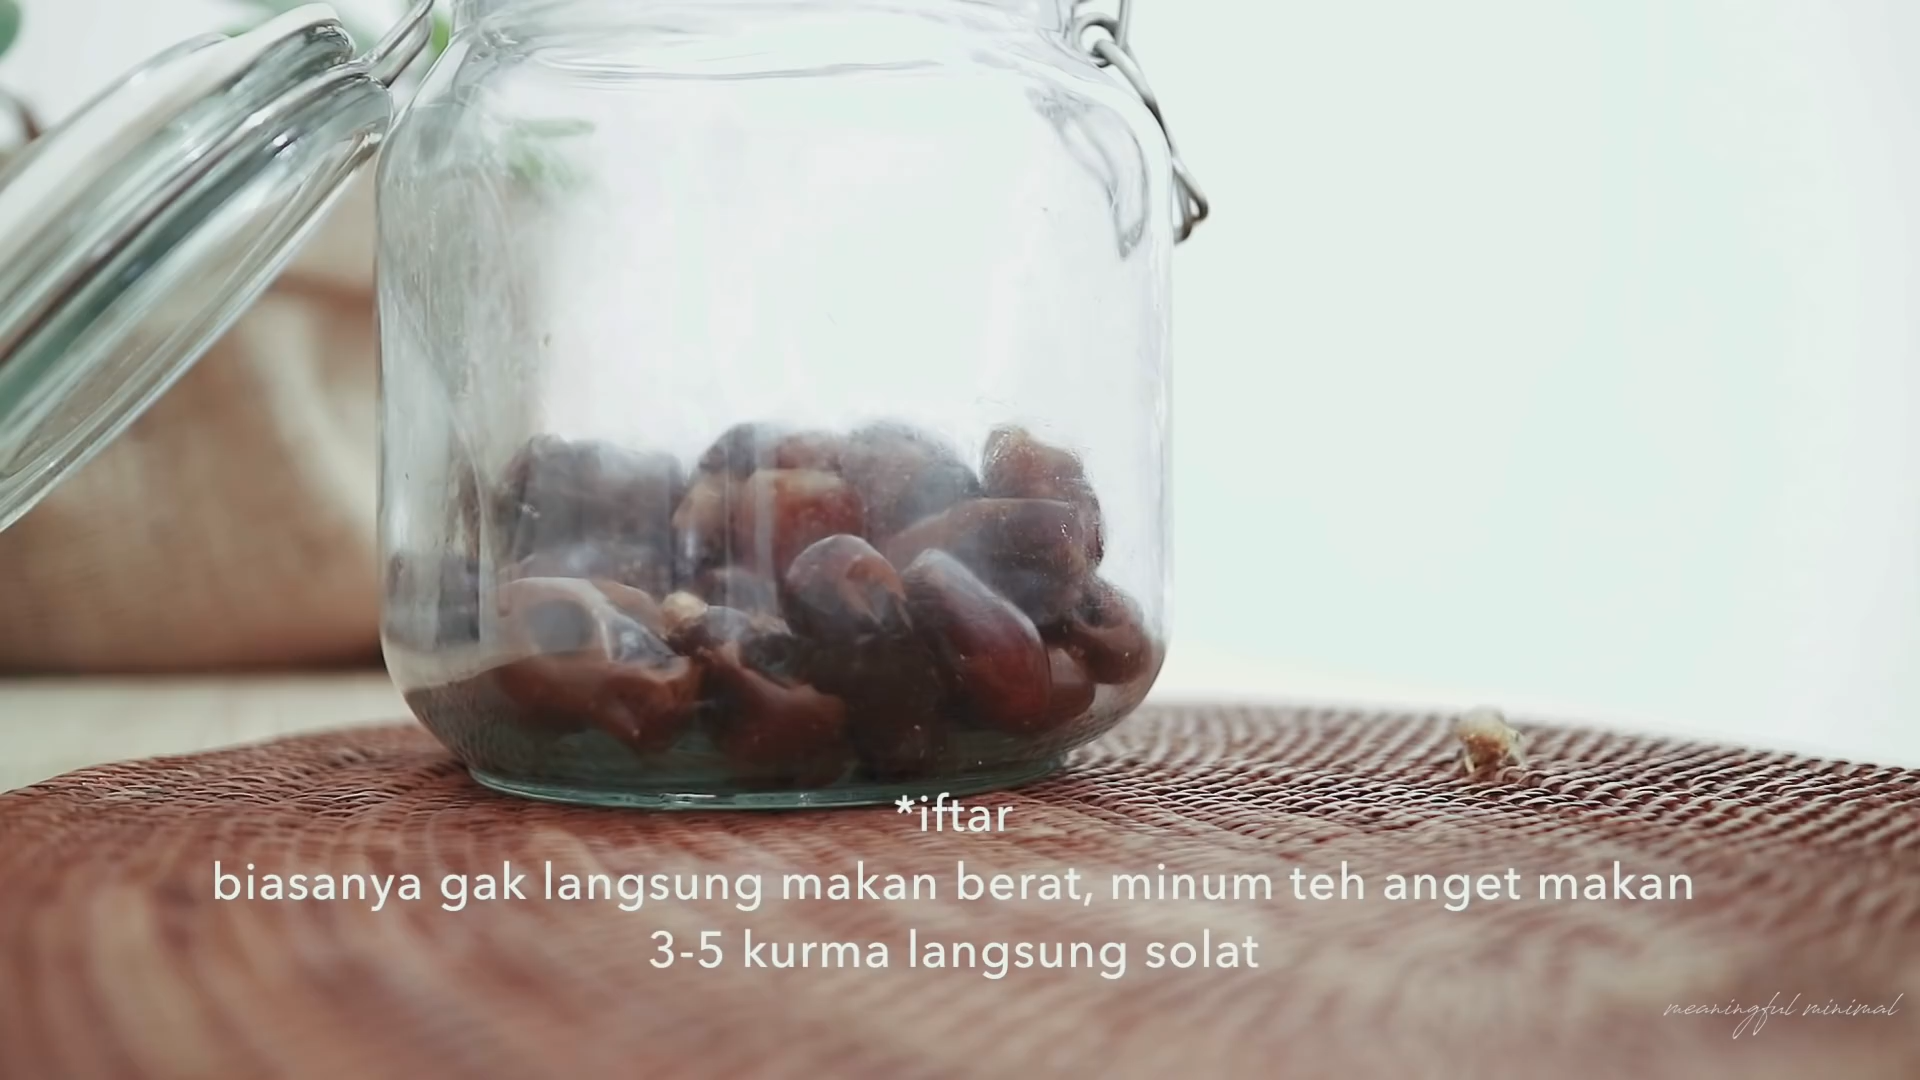 *iftar
biasanya gak langsung makan berat, minum teh anget makan
3-5 kurma langsung solat
meaningful minimal